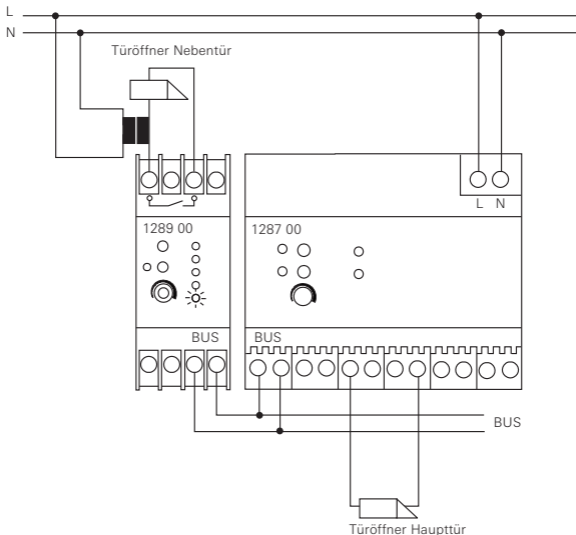 L
N
Türöffner Nebentür
L N
1289 00
1287 00
BUS
BUS
BUS
Türöffner Haupttür